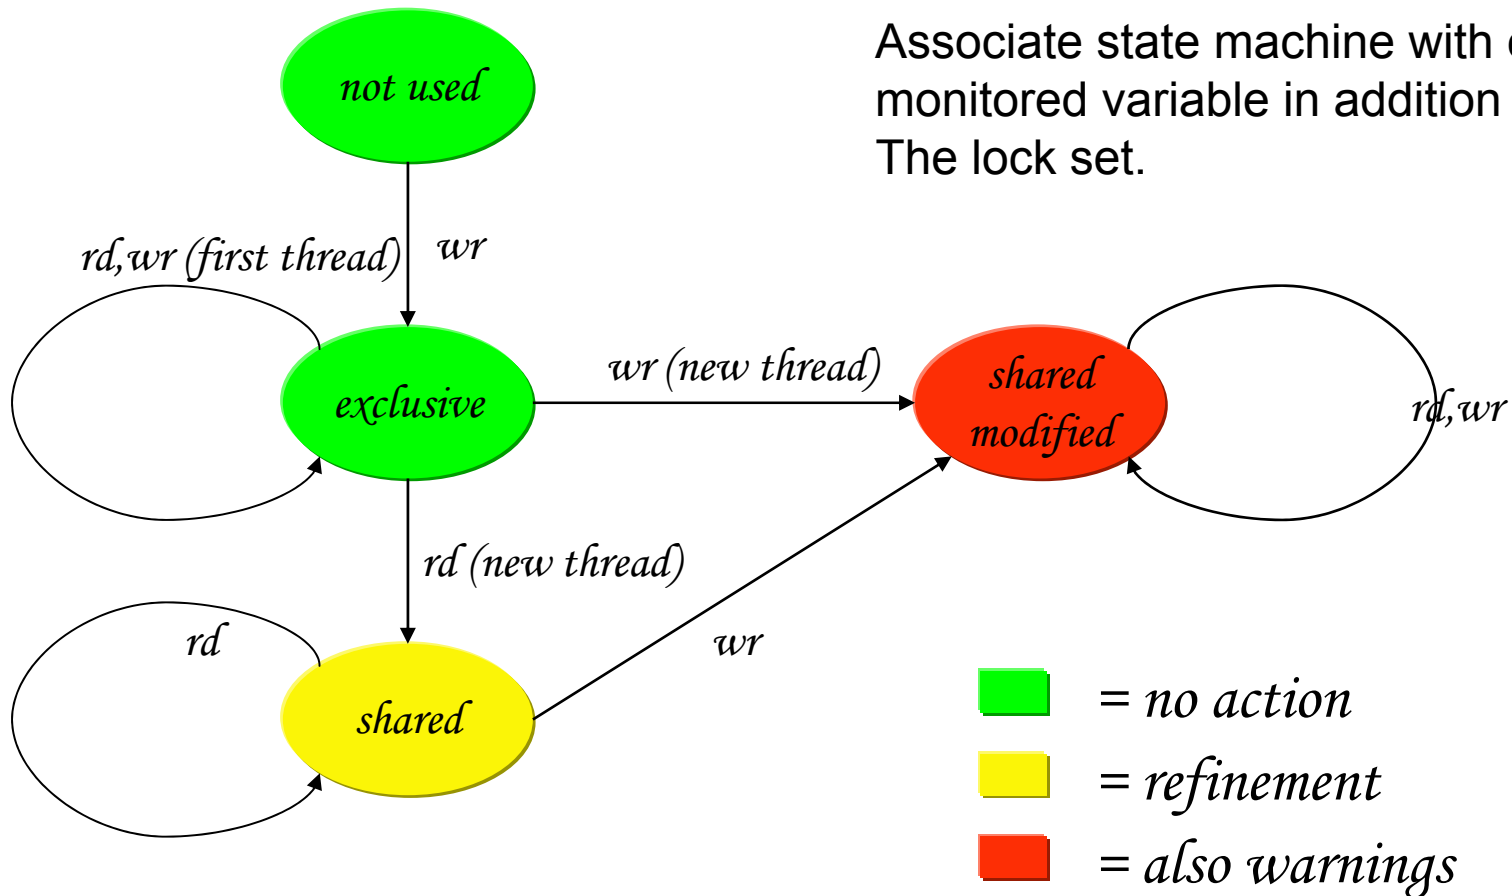 not used
Associate state machine with
monitored variable in addition
The lock set.
rd,wr (first thread)
wr
exclusive
wr (new thread)
shared
modified
rd,wr
rd (new thread)
rd
shared
wr
= no action
= refinement
= also warnings